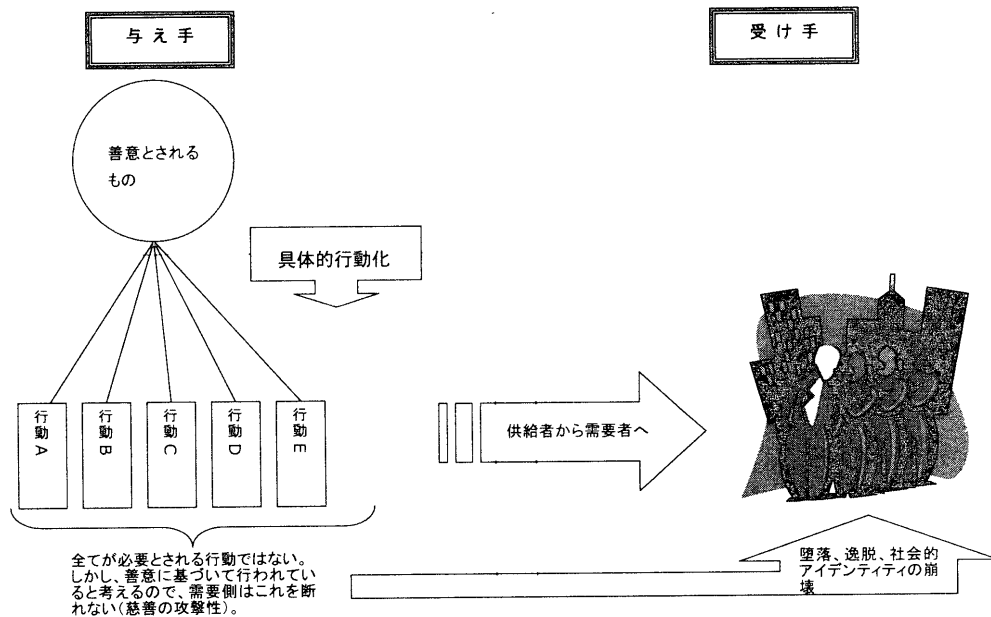 与え手
受け手
善意とされる
もの
具体的行動化
行動A
行動B
行動C
行動D
行動E
供給者から需要者へ
全てが必要とされる行動ではない。
しかし、善意に基づいて行われてい
ると考えるので、需要側はこれを断
れない（慈善の攻撃性）。
堕落、逸脱、社会的
アイデンティティの崩
壊